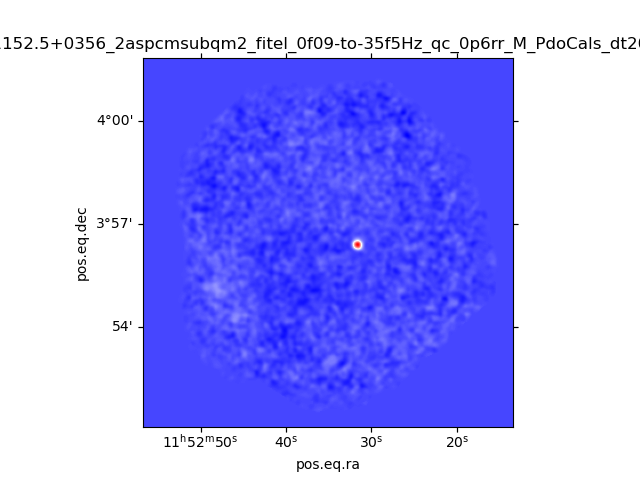 1152.5+0356_2aspcmsubqm2_fitel_0f09-to-35f5Hz_qc_0p6rr_M_PdoCals_dt20
4°00'
3°57'
54'
pos.eq.dec
11h52m50s 40s 30s 20s
pos.eq.ra